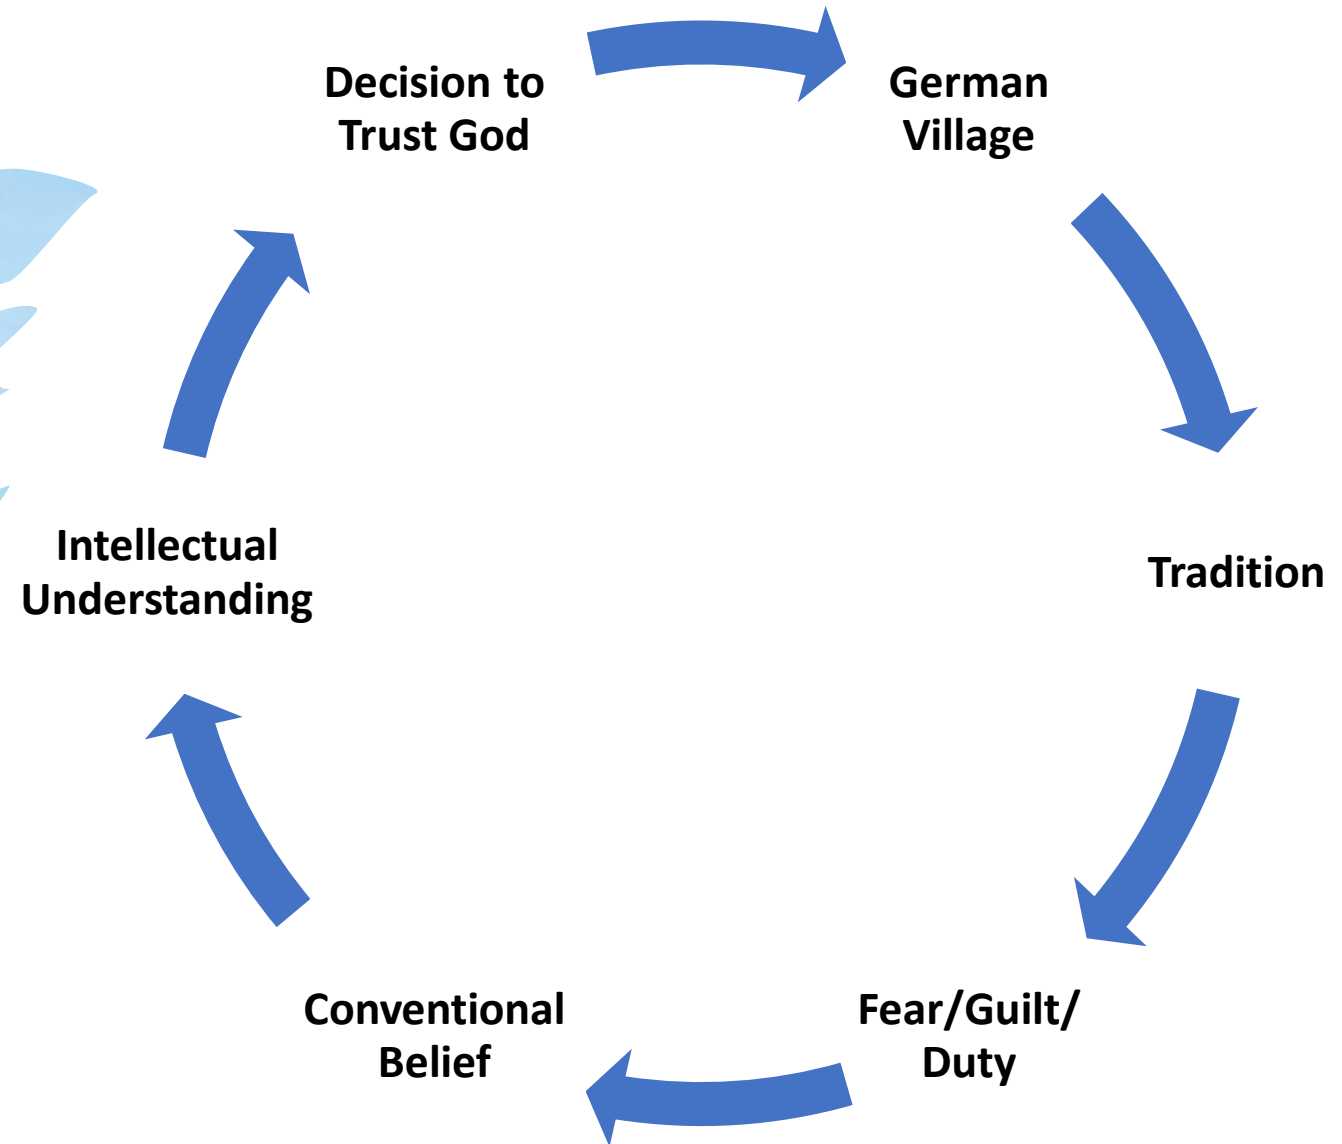 Decision to
Trust God
German
Village
Tradition
Fear/Guilt/
Duty
Conventional
Belief
Intellectual
Understanding